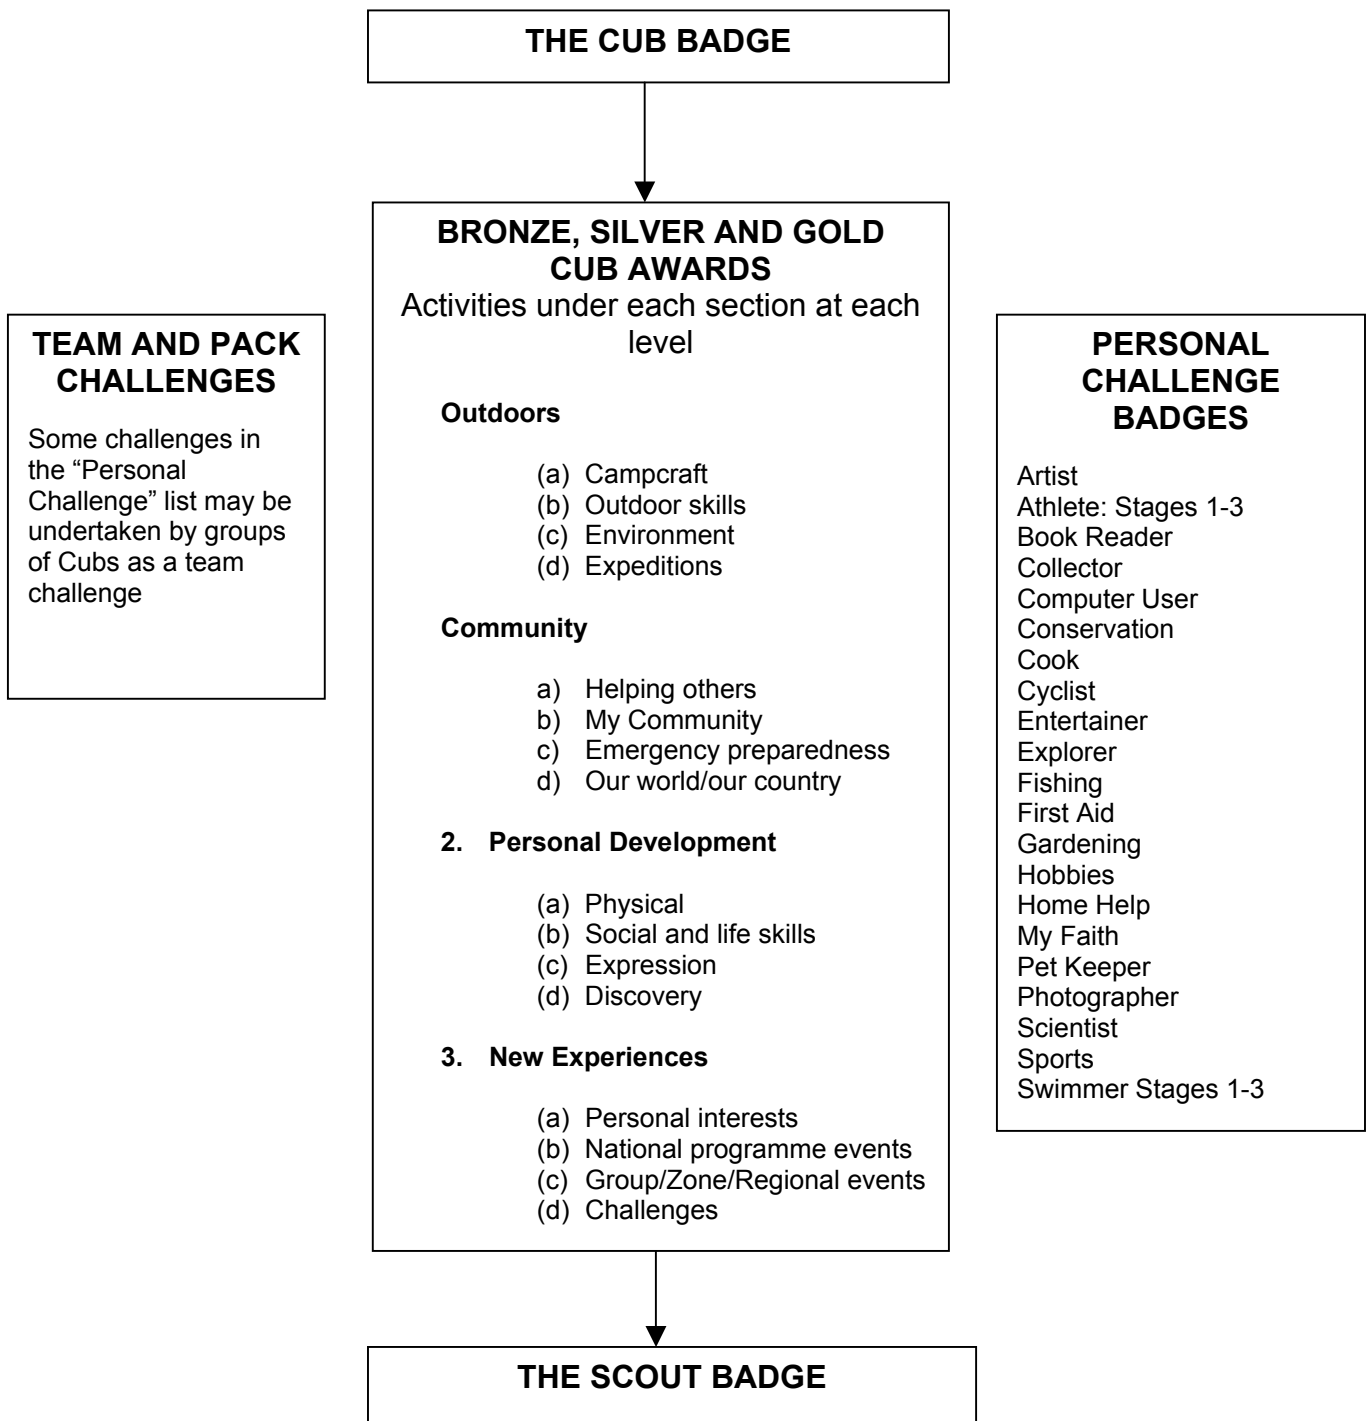 THE CUB BADGE
BRONZE, SILVER AND GOLD
CUB AWARDS
Activities under each section at each
level
Outdoors
(a) Campcraft
(b) Outdoor skills
(c) Environment
(d) Expeditions
Community
a) Helping others
b) My Community
c) Emergency preparedness
d) Our world/our country
2. Personal Development
(a) Physical
(b) Social and life skills
(c) Expression
(d) Discovery
3. New Experiences
(a) Personal interests
(b) National programme events
(c) Group/Zone/Regional events
(d) Challenges
TEAM AND PACK
CHALLENGES
Some challenges in
the “Personal
Challenge” list may be
undertaken by groups
of Cubs as a team
challenge
PERSONAL
CHALLENGE
BADGES
Artist
Athlete: Stages 1-3
Book Reader
Collector
Computer User
Conservation
Cook
Cyclist
Entertainer
Explorer
Fishing
First Aid
Gardening
Hobbies
Home Help
My Faith
Pet Keeper
Photographer
Scientist
Sports
Swimmer Stages 1-3
THE SCOUT BADGE